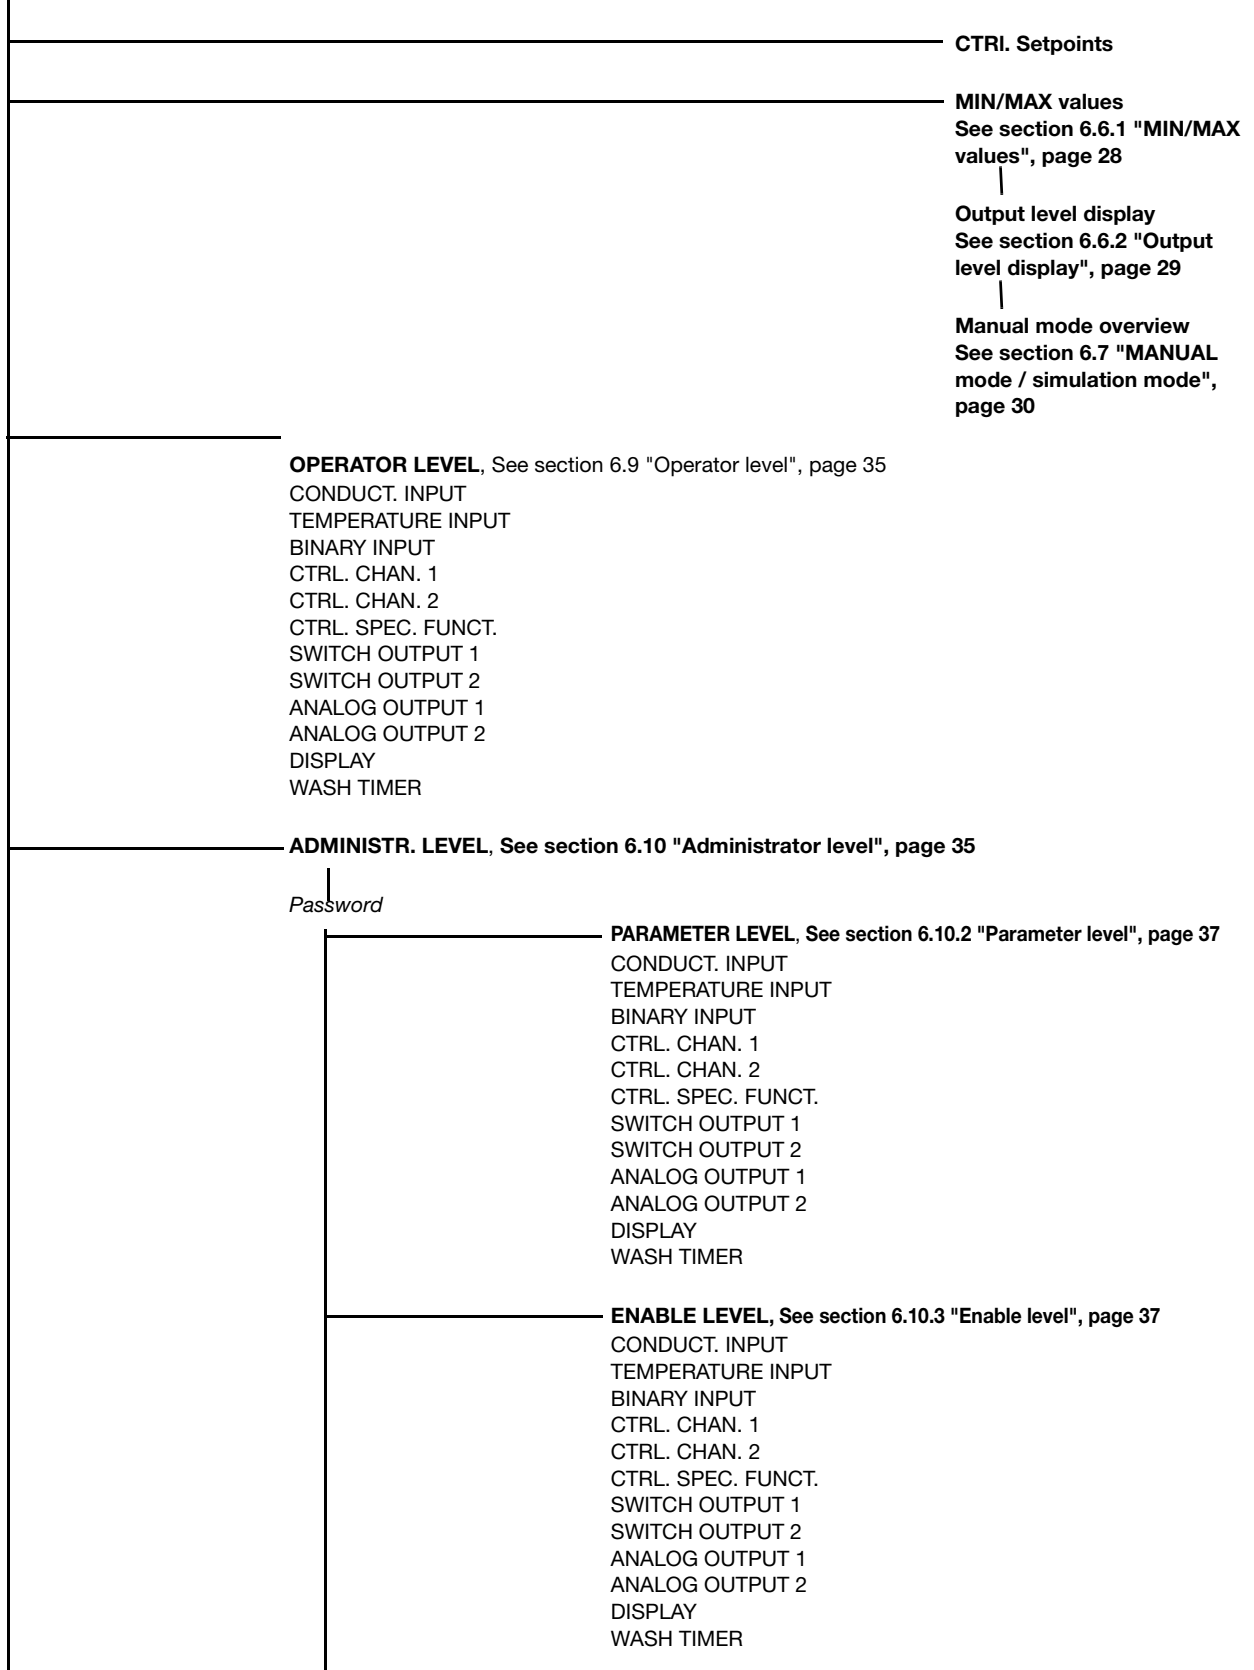 CTRl. Setpoints
MIN/MAX values
See section 6.6.1 "MIN/MAX
values", page 28
Output level display
See section 6.6.2 "Output
level display", page 29
Manual mode overview
See section 6.7 "MANUAL
mode / simulation mode",
page 30
OPERATOR LEVEL, See section 6.9 "Operator level", page 35
CONDUCT. INPUT
TEMPERATURE INPUT
BINARY INPUT
CTRL. CHAN. 1
CTRL. CHAN. 2
CTRL. SPEC. FUNCT.
SWITCH OUTPUT 1
SWITCH OUTPUT 2
ANALOG OUTPUT 1
ANALOG OUTPUT 2
DISPLAY
WASH TIMER
ADMINISTR. LEVEL, See section 6.10 "Administrator level", page 35
Password
PARAMETER LEVEL, See section 6.10.2 "Parameter level", page 37
CONDUCT. INPUT
TEMPERATURE INPUT
BINARY INPUT
CTRL. CHAN. 1
CTRL. CHAN. 2
CTRL. SPEC. FUNCT.
SWITCH OUTPUT 1
SWITCH OUTPUT 2
ANALOG OUTPUT 1
ANALOG OUTPUT 2
DISPLAY
WASH TIMER
ENABLE LEVEL, See section 6.10.3 "Enable level", page 37
CONDUCT. INPUT
TEMPERATURE INPUT
BINARY INPUT
CTRL. CHAN. 1
CTRL. CHAN. 2
CTRL. SPEC. FUNCT.
SWITCH OUTPUT 1
SWITCH OUTPUT 2
ANALOG OUTPUT 1
ANALOG OUTPUT 2
DISPLAY
WASH TIMER